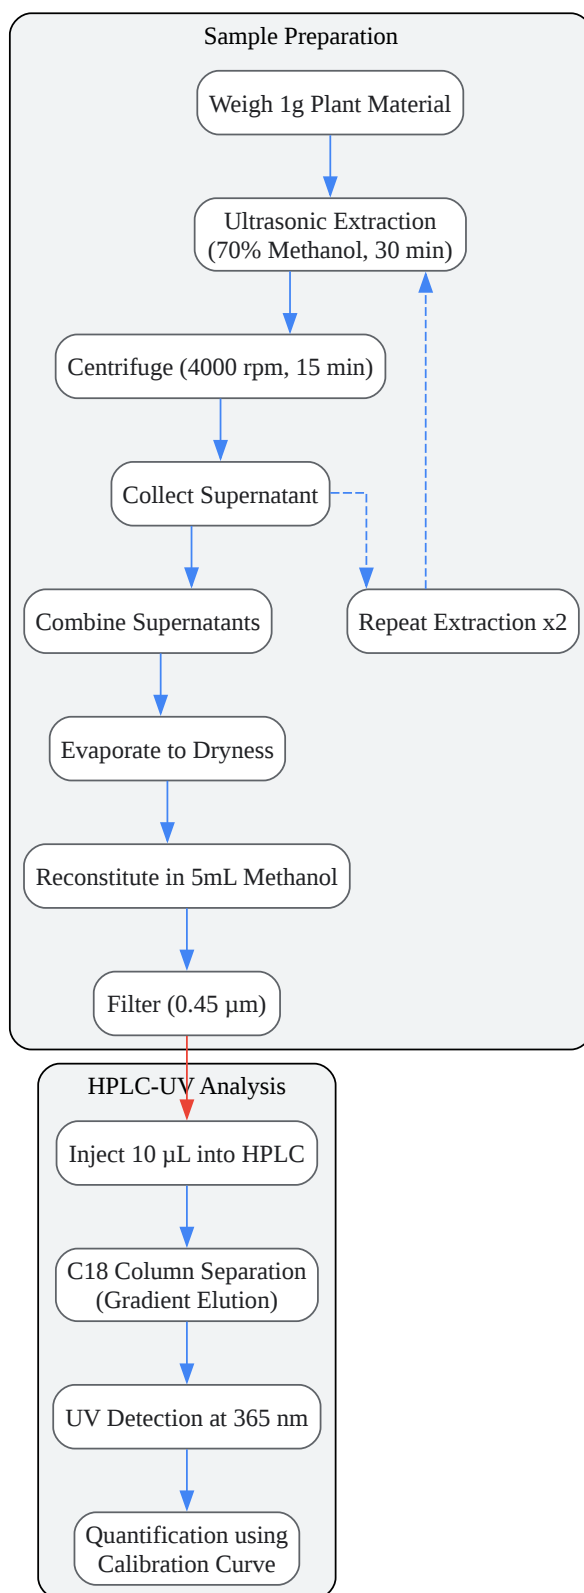 Sample Preparation
Weigh 1g Plant Material
Ultrasonic Extraction
(70% Methanol, 30 min)
Centrifuge (4000 rpm, 15 min)
Collect Supernatant
Combine Supernatants
Repeat Extraction x2
Evaporate to Dryness
Reconstitute in 5mL Methanol
Filter (0.45 µm)
HPLC-UV Analysis
Inject 10 µL into HPLC
C18 Column Separation
(Gradient Elution)
UV Detection at 365 nm
Quantification using
Calibration Curve